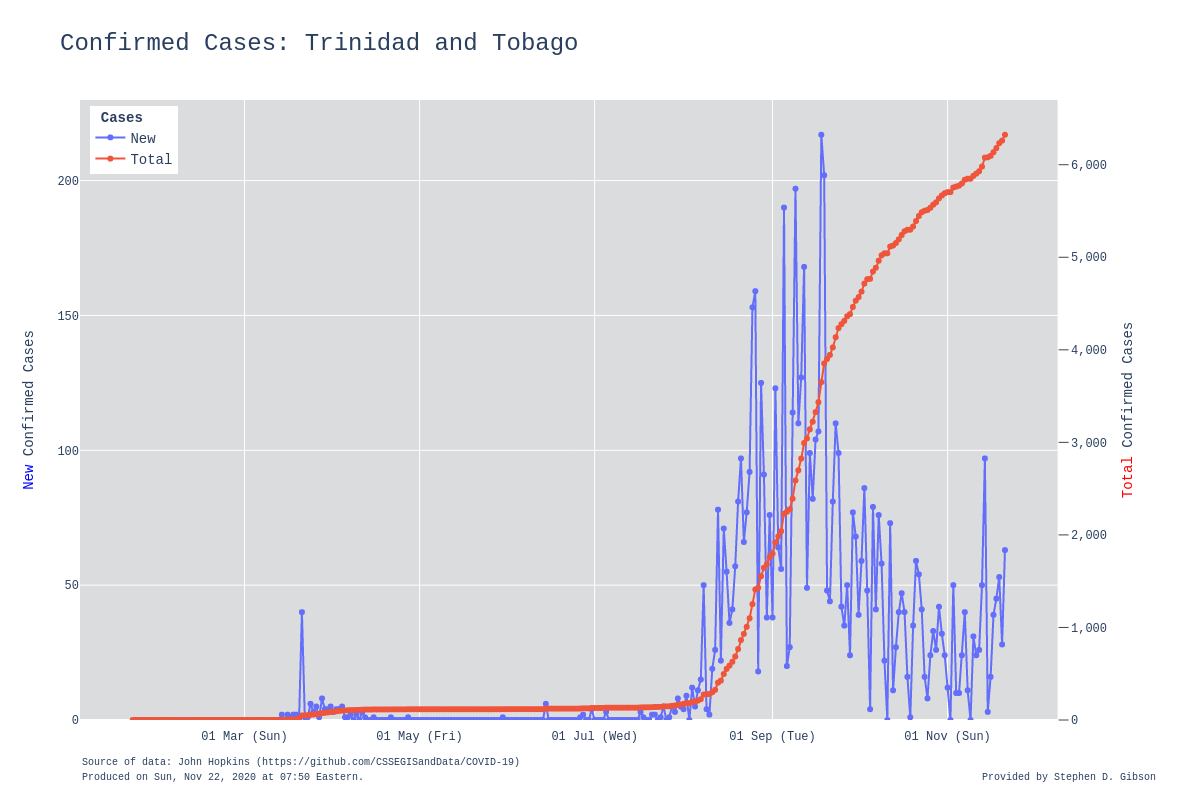 Confirmed Cases: Trinidad and Tobago
Cases
New
Total
200
150
100
50
0
6,000
5,000
4,000
3,000
2,000
1,000
0
New Confirmed Cases
Total Confirmed Cases
01 Mar (Sun)
01 May (Fri)
01 Jul (Wed)
01 Sep (Tue)
01 Nov (Sun)
Source of data: John Hopkins (https://github.com/CSSEGISandData/COVID-19)
Produced on Sun, Nov 22, 2020 at 07:50 Eastern.
Provided by Stephen D. Gibson